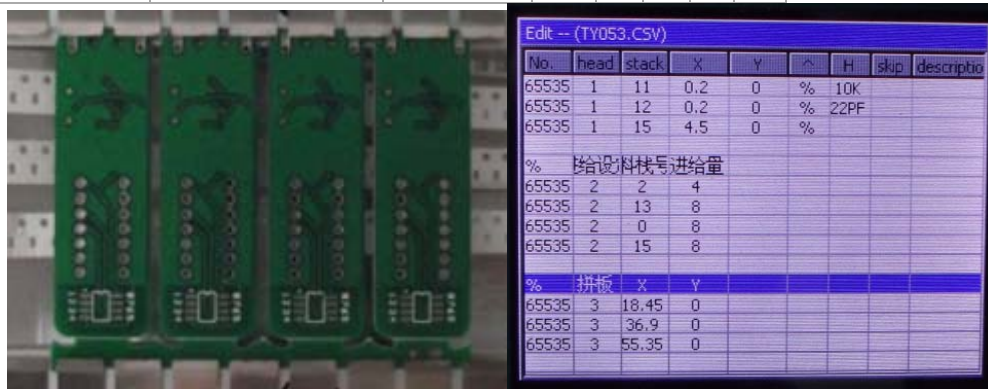 Edit -- (TY053.CSV)
No. head stack X Y ^ H skip descriptio
65535 1 11 0.2 0 % 10K
65535 1 12 0.2 0 % 22PF
65535 1 15 4.5 0 %
% 给设 料栈号 进给量
65535 2 2 4
65535 2 13 8
65535 2 0 8
65535 2 15 8
% 拼板 X Y
65535 3 18.45 0
65535 3 36.9 0
65535 3 55.35 0